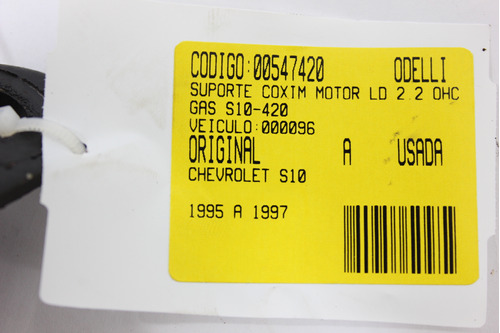 CODIGO:00547420 ODELLI
SUPORTE COXIM MOTOR LD 2.2 OHC
GAS S10-420
VEICULO:000096
ORIGINAL A USADA
CHEVROLET S10
1995 A 1997